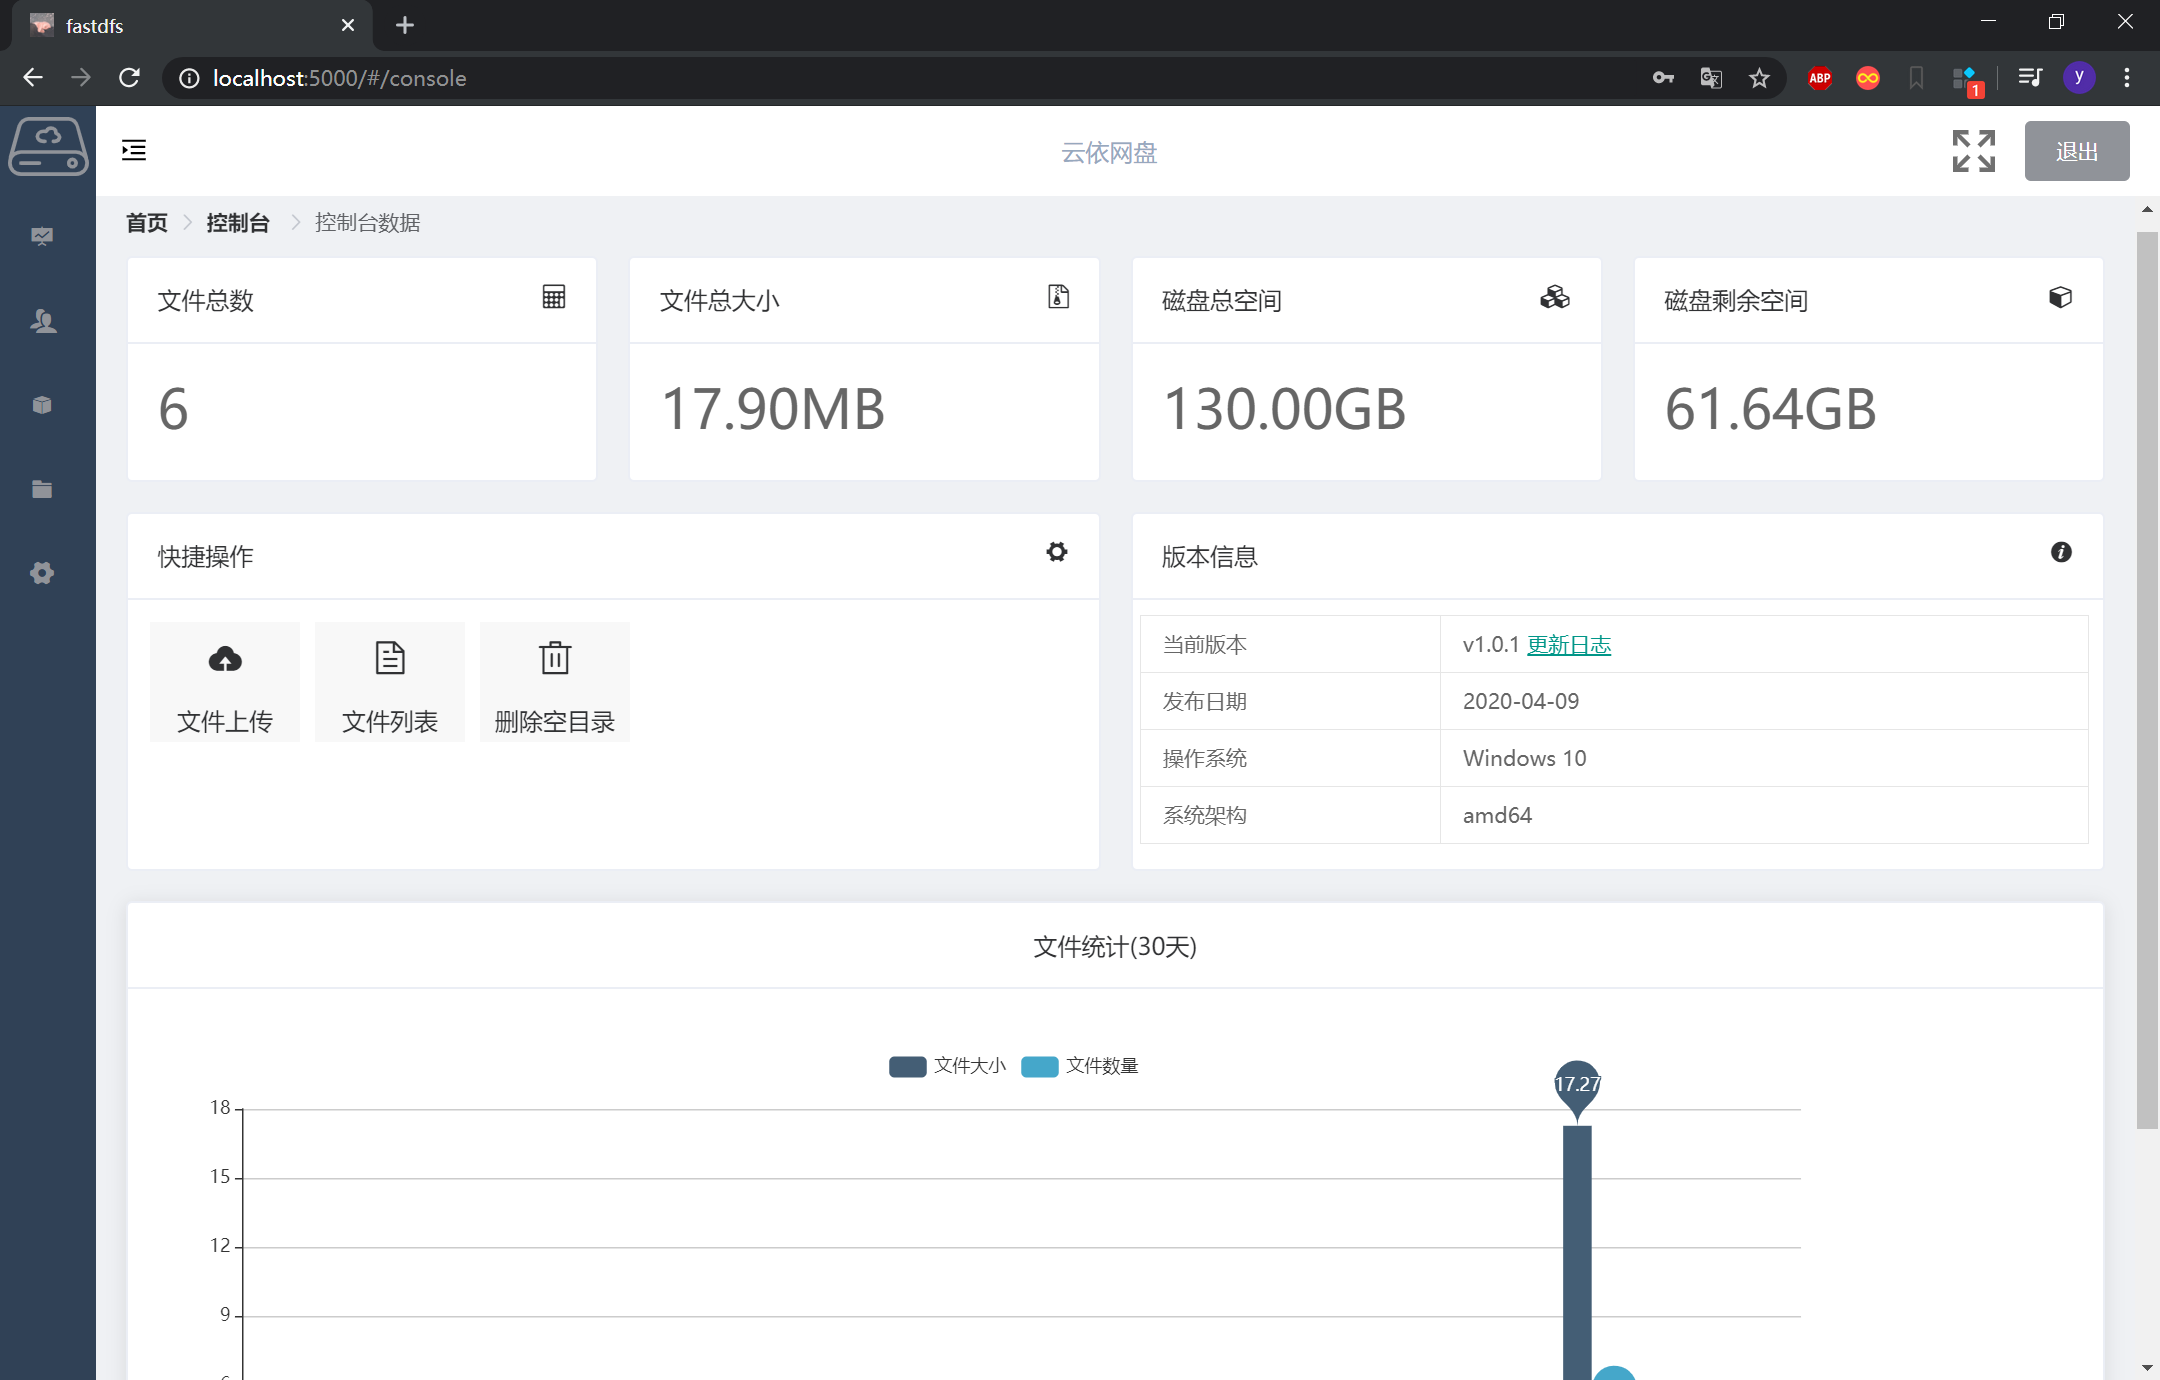 fastdfs
localhost:5000/#/console
ABP
1
y
云依网盘
退出
首页 控制台 控制台数据
文件总数
文件总大小
磁盘总空间
磁盘剩余空间
6
17.90MB
130.00GB
61.64GB
快捷操作
文件上传
文件列表
删除空目录
版本信息
当前版本 v1.0.1 更新日志
发布日期 2020-04-09
操作系统 Windows 10
系统架构 amd64
文件统计(30天)
文件大小 文件数量
17.27
18
15
12
9